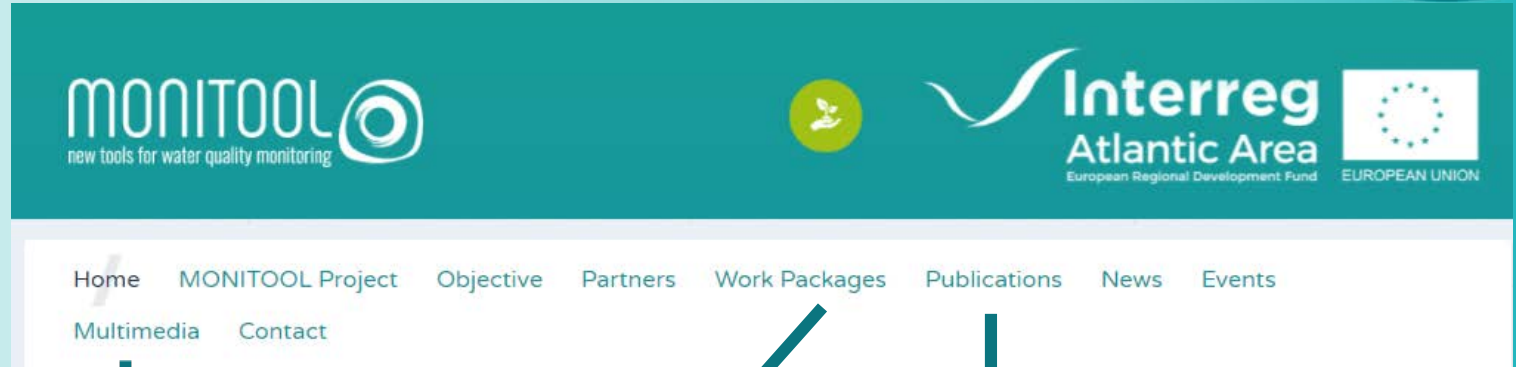 MONITOOL
new tools for water quality monitoring
Interreg
Atlantic Area
European Regional Development Fund
EUROPEAN UNION
Home MONITOOL Project Objective Partners Work Packages Publications News Events
Multimedia Contact